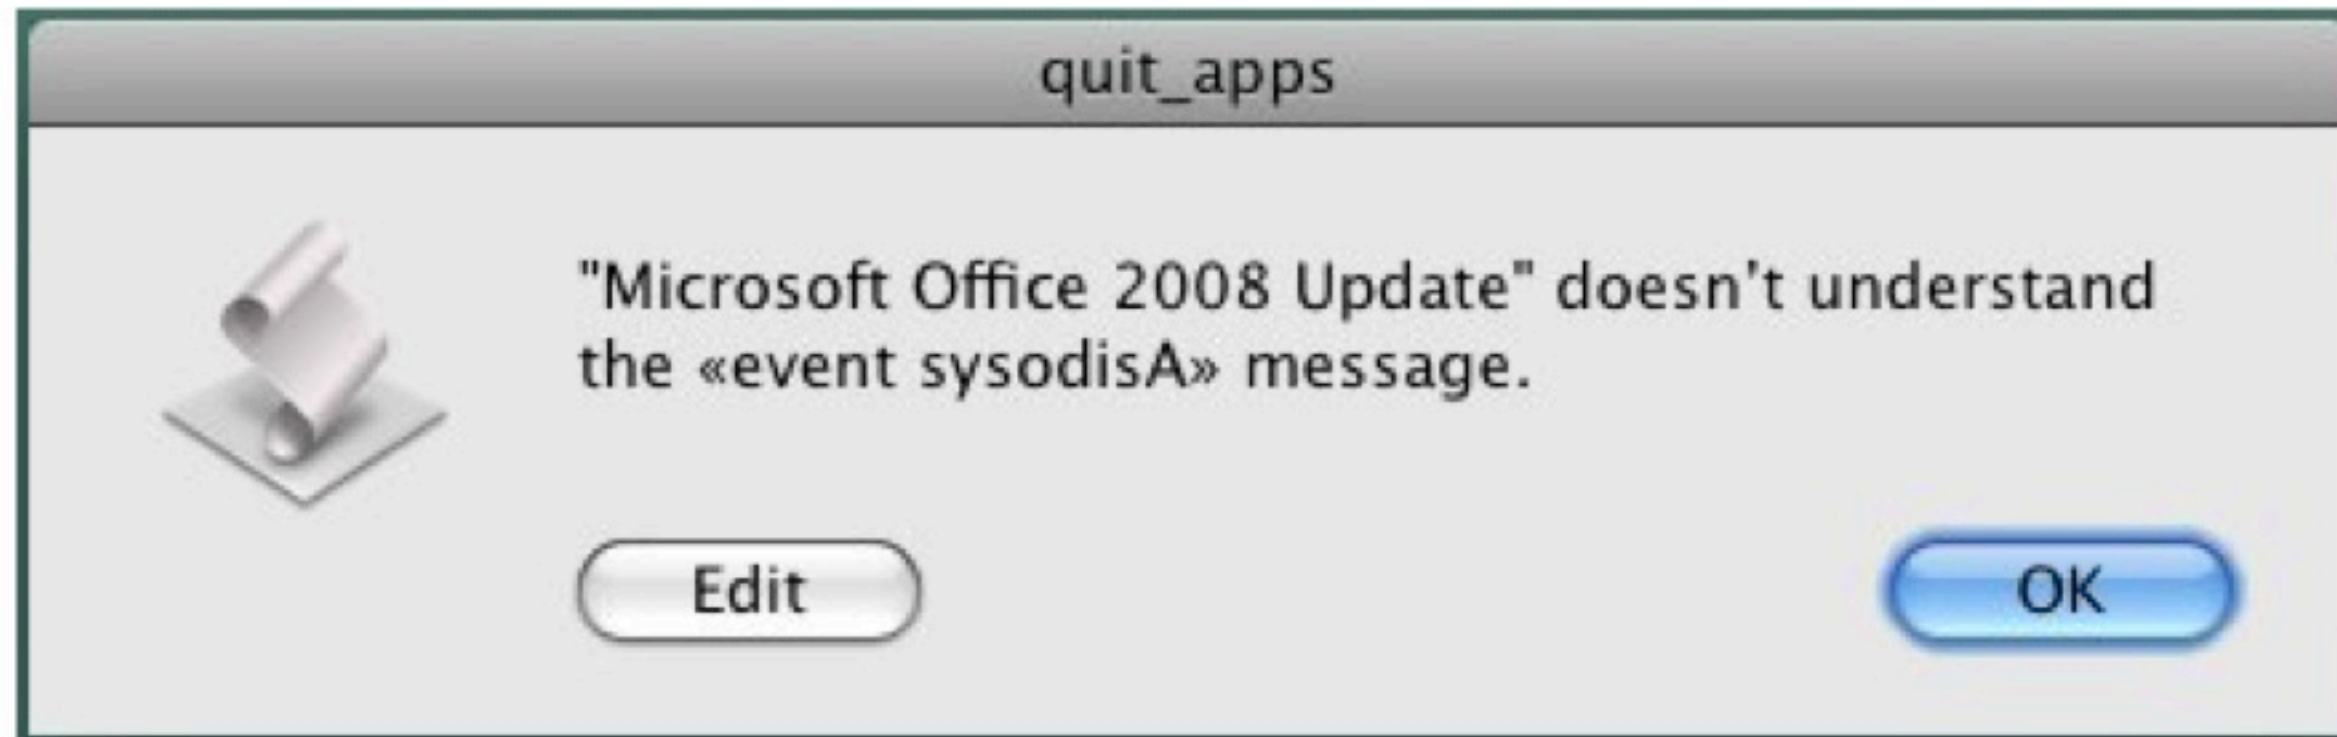 quit_apps
"Microsoft Office 2008 Update" doesn't understand
the «event sysodisA» message.
Edit
OK